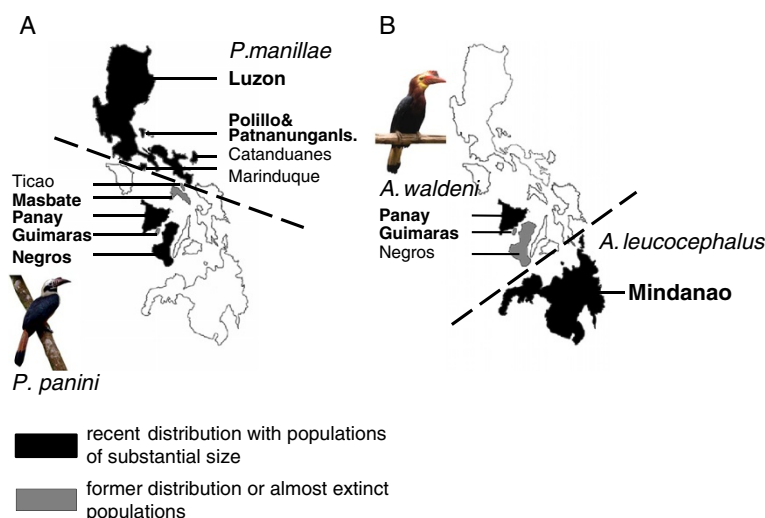 A
P.manillae
Luzon
Polillo&
PatnanunganIs.
Catanduanes
Marinduque
Ticao
Masbate
Panay
Guimaras
Negros
P. panini
B
A. waldeni
Panay
Guimaras
Negros
A. leucocephalus
Mindanao
recent distribution with populations
of substantial size
former distribution or almost extinct
populations